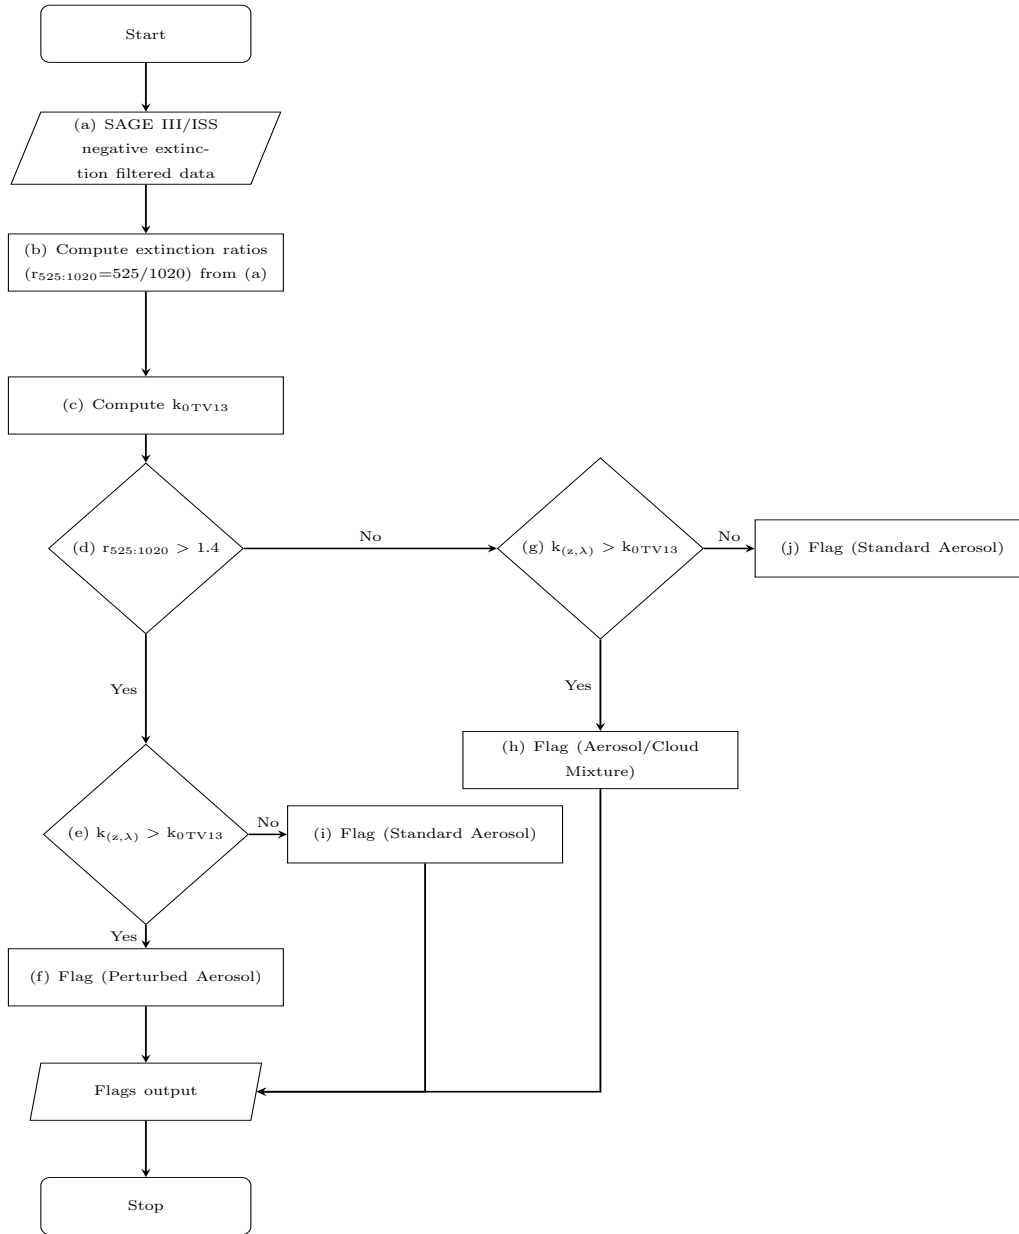 Start
(a) SAGE III/ISS
negative extinc-
tion filtered data
(b) Compute extinction ratios
(r525:1020=525/1020) from (a)
(c) Compute k0TV13
(d) r525:1020 > 1.4
No
(g) k(z,λ) > k0TV13
No
(j) Flag (Standard Aerosol)
Yes
Yes
(h) Flag (Aerosol/Cloud
Mixture)
(e) k(z,λ) > k0TV13
No
(i) Flag (Standard Aerosol)
Yes
(f) Flag (Perturbed Aerosol)
Flags output
Stop